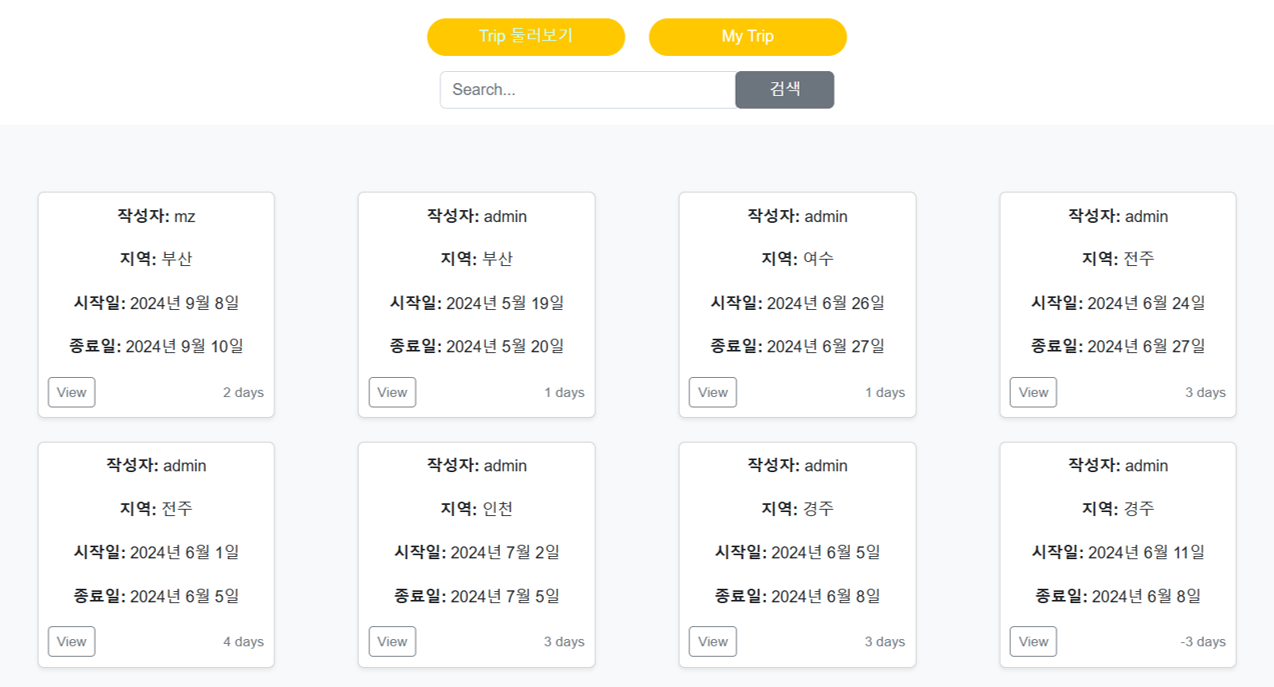 Trip 둘러보기
My Trip
Search...
검색
작성자: mz
지역: 부산
시작일: 2024년 9월 8일
종료일: 2024년 9월 10일
View
2 days
작성자: admin
지역: 부산
시작일: 2024년 5월 19일
종료일: 2024년 5월 20일
View
1 days
작성자: admin
지역: 여수
시작일: 2024년 6월 26일
종료일: 2024년 6월 27일
View
1 days
작성자: admin
지역: 전주
시작일: 2024년 6월 24일
종료일: 2024년 6월 27일
View
3 days
작성자: admin
지역: 전주
시작일: 2024년 6월 1일
종료일: 2024년 6월 5일
View
4 days
작성자: admin
지역: 인천
시작일: 2024년 7월 2일
종료일: 2024년 7월 5일
View
3 days
작성자: admin
지역: 경주
시작일: 2024년 6월 5일
종료일: 2024년 6월 8일
View
3 days
작성자: admin
지역: 경주
시작일: 2024년 6월 11일
종료일: 2024년 6월 8일
View
-3 days